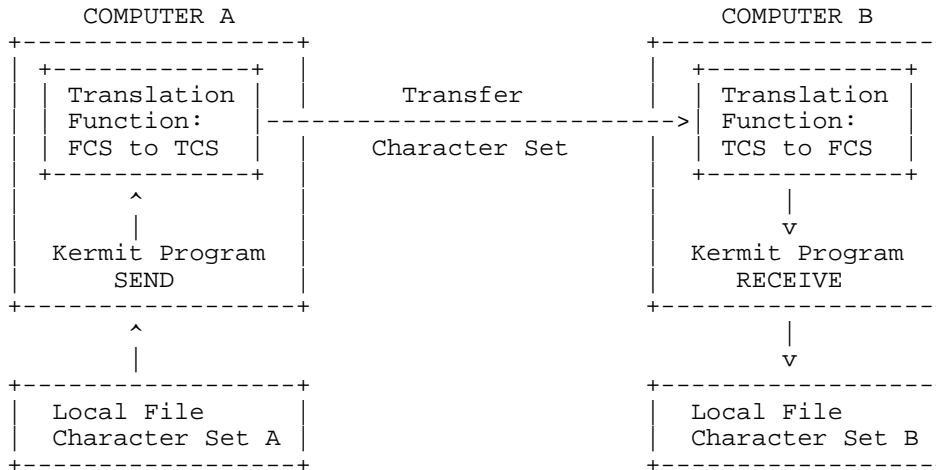 COMPUTER A COMPUTER B
Translation Transfer Translation
Function: Function:
FCS to TCS Character Set TCS to FCS
Kermit Program Kermit Program
SEND RECEIVE
Local File Local File
Character Set A Character Set B